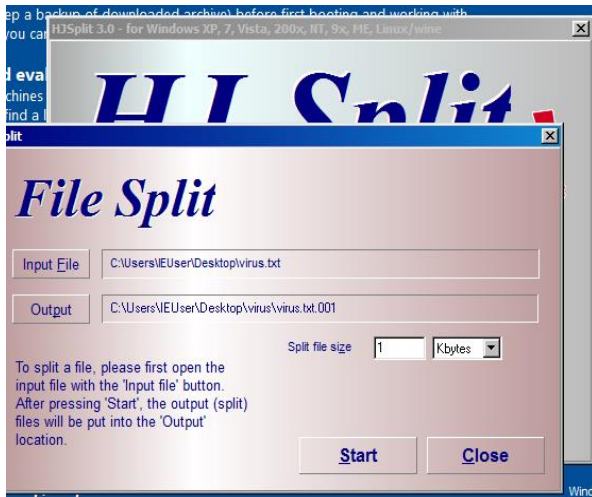 ep a backup of downloaded archive) before first booting and working with
you car
HJSplit 3.0 - for Windows XP, 7, Vista, 200x, NT, 9x, ME, Linux/wine
d eval
chines
find a l
HJ Split
plit
File Split
Input File
C:\Users\IEUser\Desktop\virus.txt
Output
C:\Users\IEUser\Desktop\virus\virus.txt.001
Split file size
1
Kbytes
To split a file, please first open the
input file with the 'Input file' button.
After pressing 'Start', the output (split)
files will be put into the 'Output'
location.
Start
Close
Wind